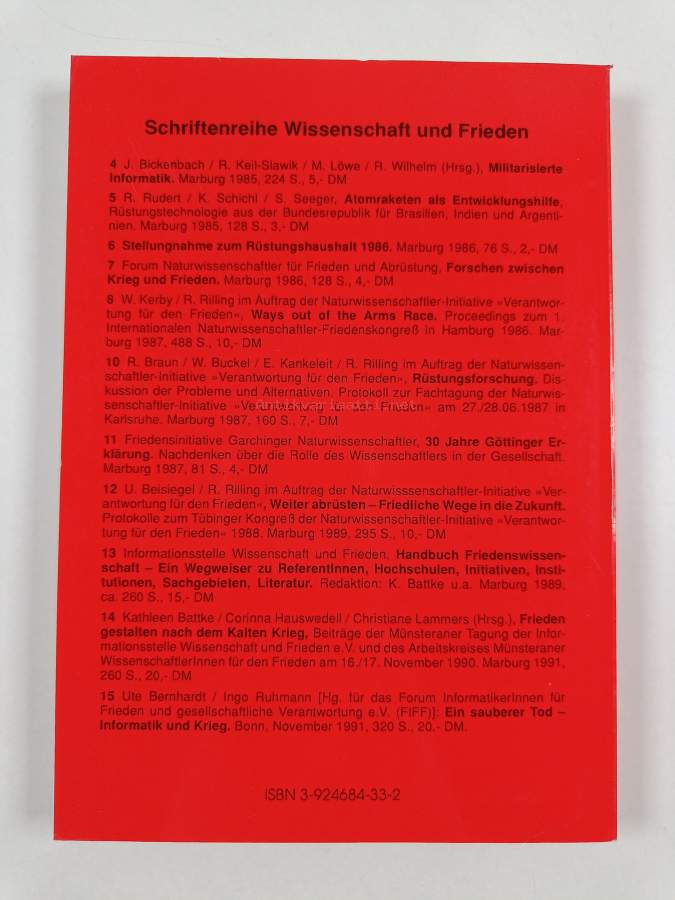 Schriftenreihe Wissenschaft und Frieden
4 J. Bickenbach / R. Keil-Slawik / M. Löwe / R. Wilhelm (Hrsg.), Militarisierte
Informatik. Marburg 1985, 224 S., 5,- DM
5 R. Rudert / K. Schichl / S. Seeger, Atomraketen als Entwicklungshilfe,
Rüstungstechnologie aus der Bundesrepublik für Brasilien, Indien und Argenti-
nien. Marburg 1985, 128 S., 3,- DM
6 Stellungnahme zum Rüstungshaushalt 1986. Marburg 1986, 76 S., 2,- DM
7 Forum Naturwissenschaftler für Frieden und Abrüstung, Forschen zwischen
Krieg und Frieden, Marburg 1986, 128 S., 4,- DM
8 W. Kerby / R. Rilling im Auftrag der Naturwissenschaftler-Initiative »Verantwor-
tung für den Frieden«, Ways out of the Arms Race. Proceedings zum 1.
Internationalen Naturwissenschaftler-Friedenskongreß in Hamburg 1986. Mar-
burg 1987, 488 S., 10,- DM
10 R. Braun / W. Buckel / E. Kankeleit / R. Rilling im Auftrag der Naturwissen-
schaftler-Initiative »Verantwortung für den Frieden«, Rüstungsforschung. Dis-
kussion der Probleme und Alternativen. Protokoll zur Fachtagung der Naturwis-
senschaftler-Initiative »Verantwortung für den Frieden« am 27./28.06.1987 in
Karlsruhe. Marburg 1987, 160 S., 7,- DM
11 Friedensinitiative Garchinger Naturwissenschaftler, 30 Jahre Göttinger Er-
klärung. Nachdenken über die Rolle des Wissenschaftlers in der Gesellschaft.
Marburg 1987, 81 S., 4,- DM
12 U. Beisiegel / R. Rilling im Auftrag der Naturwisssenschaftler-Initiative »Ver-
antwortung für den Frieden«, Weiter abrüsten – Friedliche Wege in die Zukunft.
Protokolle zum Tübinger Kongreß der Naturwissenschaftler-Initiative »Verantwor-
tung für den Frieden« 1988. Marburg 1989, 295 S., 10,- DM
13 Informationsstelle Wissenschaft und Frieden, Handbuch Friedenswissen-
schaft – Ein Wegweiser zu ReferentInnen, Hochschulen, Initiativen, Insti-
tutionen, Sachgebieten, Literatur. Redaktion: K. Battke u.a. Marburg 1989,
ca. 260 S., 15,- DM
14 Kathleen Battke / Corinna Hauswedell / Christiane Lammers (Hrsg.), Frieden
gestalten nach dem Kalten Krieg, Beiträge der Münsteraner Tagung der Infor-
mationsstelle Wissenschaft und Frieden e.V. und des Arbeitskreises Münsteraner
WissenschaftlerInnen für den Frieden am 16./17. November 1990. Marburg 1991,
260 S., 20,- DM
15 Ute Bernhardt / Ingo Ruhmann [Hg. für das Forum InformatikerInnen für
Frieden und gesellschaftliche Verantwortung e.V. (FIFF)]: Ein sauberer Tod –
Informatik und Krieg. Bonn, November 1991, 320 S., 20.- DM.
ISBN 3-924684-33-2